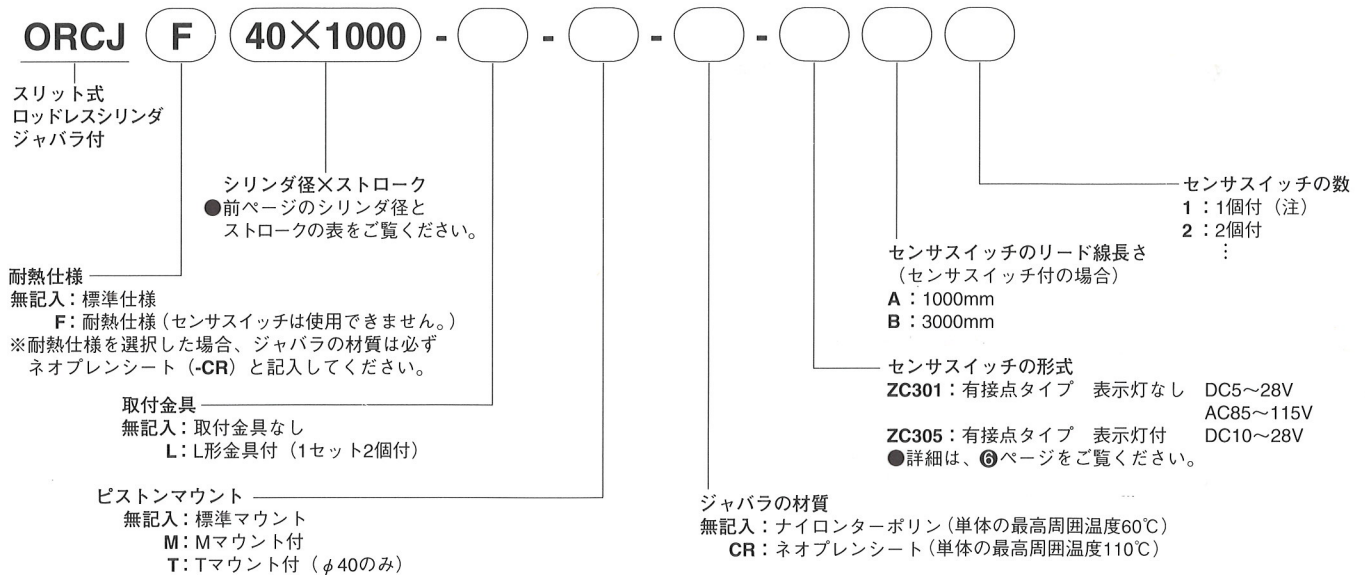 ORCJ F 40×1000 - - - -
スリット式
ロッドレスシリンダ
ジャバラ付
シリンダ径×ストローク
●前ページのシリンダ径と
ストロークの表をご覧ください。
耐熱仕様
無記入：標準仕様
F：耐熱仕様（センサスイッチは使用できません。）
※耐熱仕様を選択した場合、ジャバラの材質は必ず
ネオプレンシート（-CR）と記入してください。
取付金具
無記入：取付金具なし
L：L形金具付（1セット2個付）
ピストンマウント
無記入：標準マウント
M：Mマウント付
T：Tマウント付（φ40のみ）
ジャバラの材質
無記入：ナイロンターポリン（単体の最高周囲温度60℃）
CR：ネオプレンシート（単体の最高周囲温度110℃）
センサスイッチの形式
ZC301：有接点タイプ 表示灯なし DC5～28V
AC85～115V
ZC305：有接点タイプ 表示灯付 DC10～28V
●詳細は、❻ページをご覧ください。
センサスイッチのリード線長さ
（センサスイッチ付の場合）
A：1000mm
B：3000mm
センサスイッチの数
1：1個付（注）
2：2個付
⋮